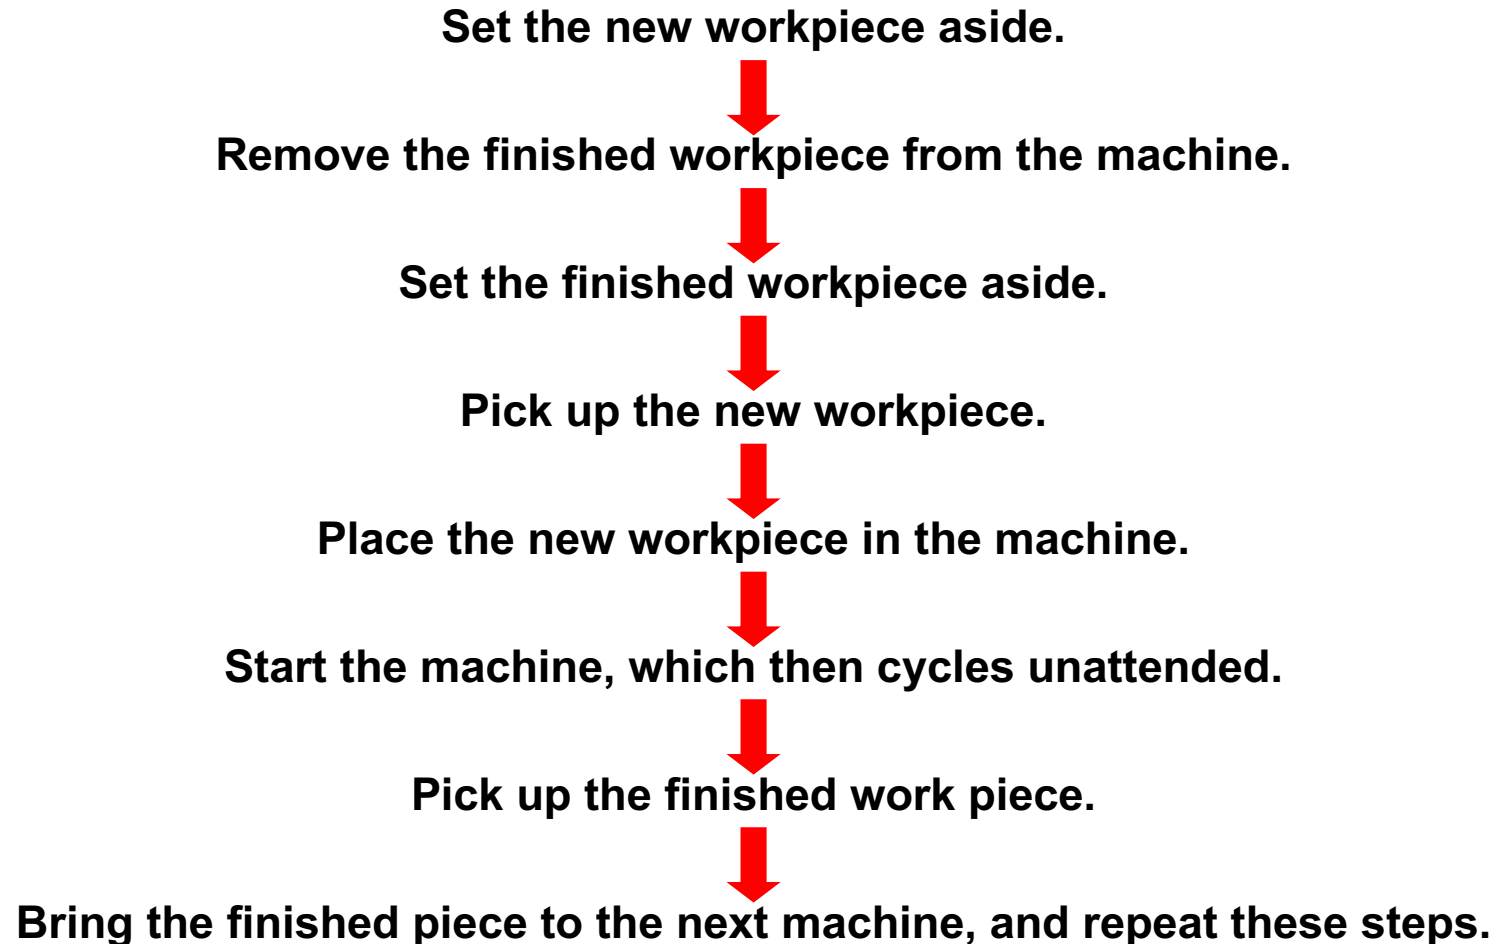 Set the new workpiece aside.
Remove the finished workpiece from the machine.
Set the finished workpiece aside.
Pick up the new workpiece.
Place the new workpiece in the machine.
Start the machine, which then cycles unattended.
Pick up the finished work piece.
Bring the finished piece to the next machine, and repeat these steps.